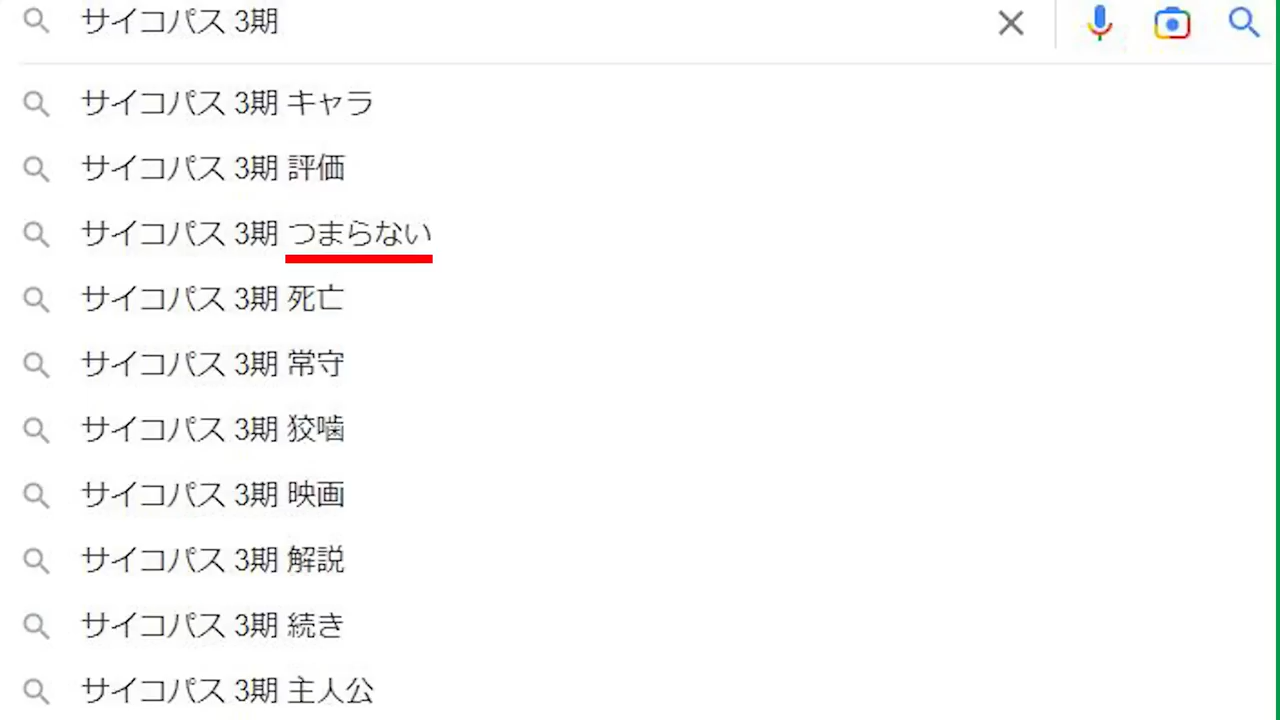 サイコパス 3期
サイコパス 3期 キャラ
サイコパス 3期 評価
サイコパス 3期 つまらない
サイコパス 3期 死亡
サイコパス 3期 常守
サイコパス 3期 狡噛
サイコパス 3期 映画
サイコパス 3期 解説
サイコパス 3期 続き
サイコパス 3期 主人公